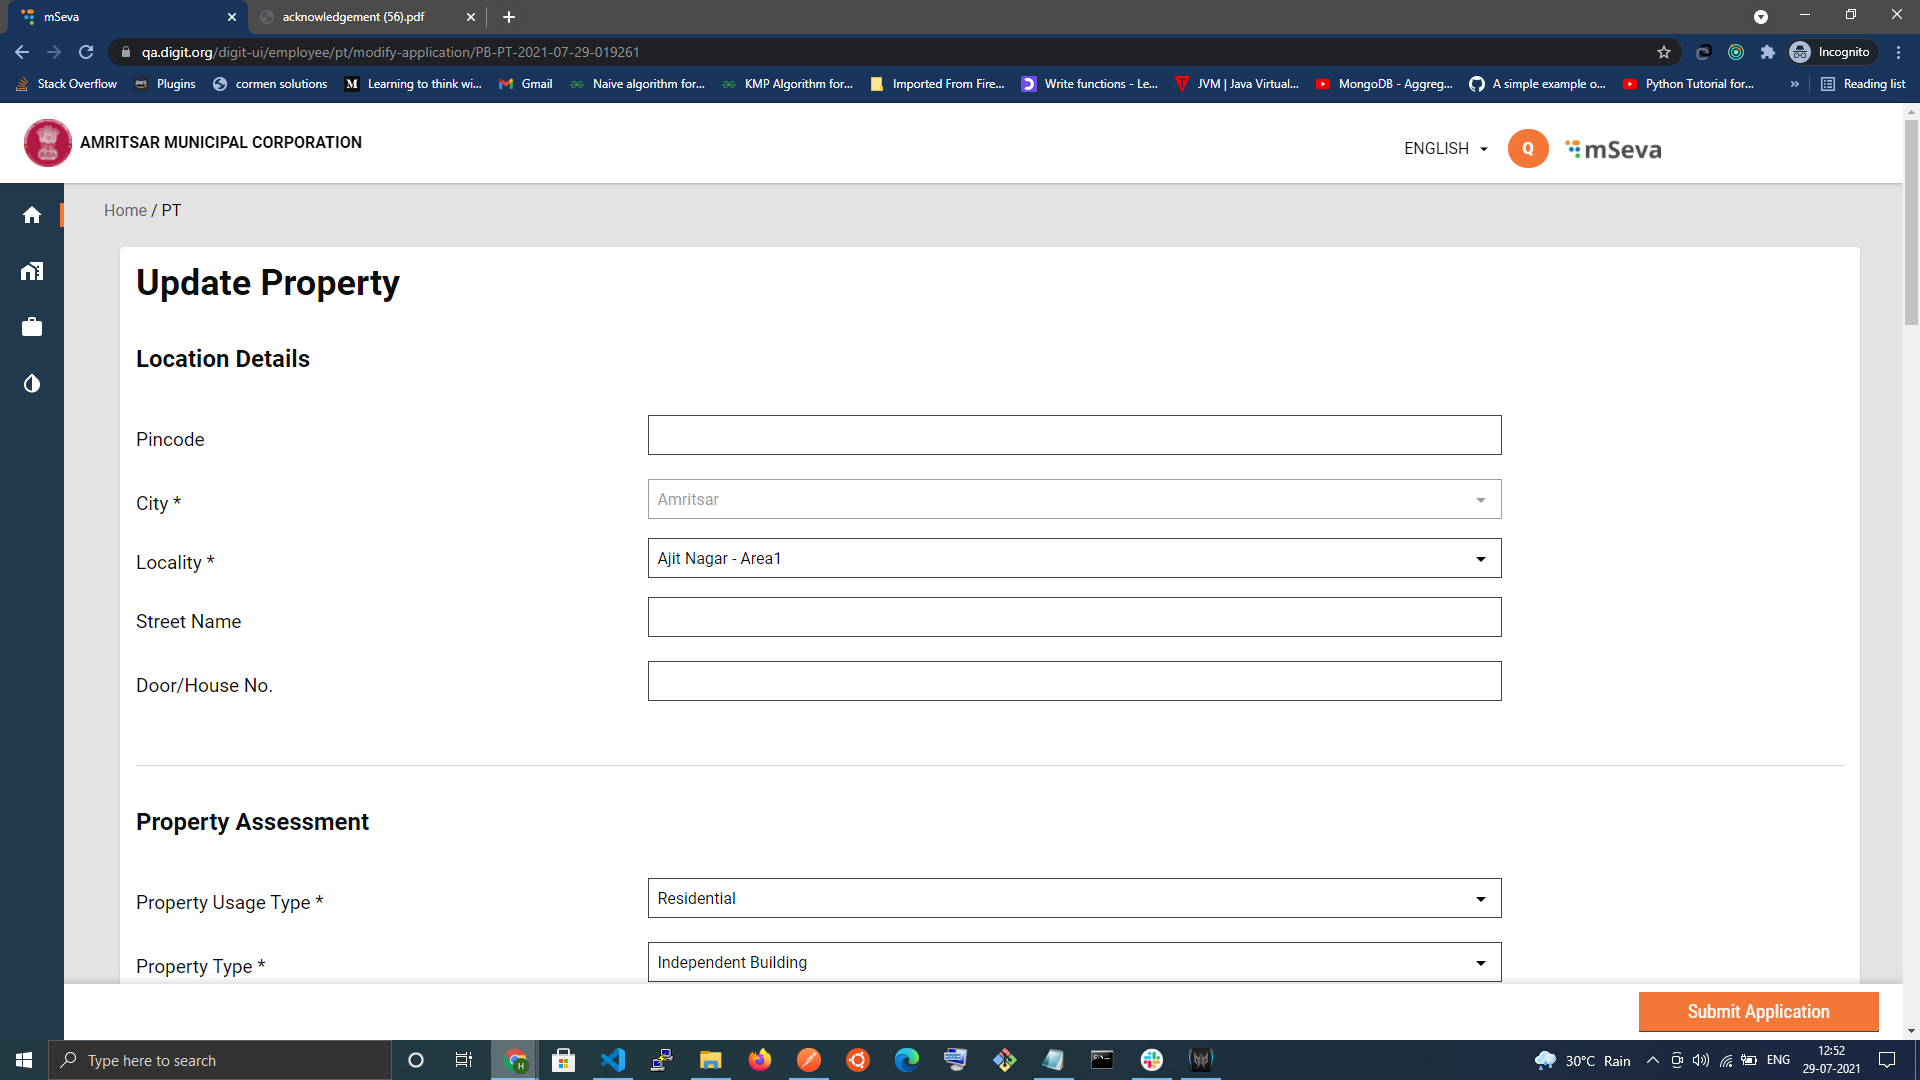 mSeva
acknowledgement (56).pdf
qa.digit.org/digit-ui/employee/pt/modify-application/PB-PT-2021-07-29-019261
Incognito
Stack Overflow
Plugins
cormen solutions
Learning to think wi...
Gmail
Naive algorithm for...
KMP Algorithm for...
Imported From Fire...
Write functions - Le...
JVM | Java Virtual...
MongoDB - Aggreg...
A simple example o...
Python Tutorial for...
»
Reading list
AMRITSAR MUNICIPAL CORPORATION
ENGLISH
Q
mSeva
Home / PT
Update Property
Location Details
Pincode
City *
Amritsar
Locality *
Ajit Nagar - Area1
Street Name
Door/House No.
Property Assessment
Property Usage Type *
Residential
Property Type *
Independent Building
Submit Application
Type here to search
30°C Rain
ENG
12:52
29-07-2021